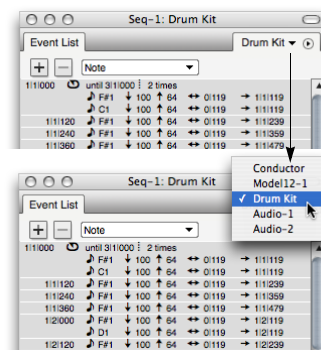 Seq-1: Drum Kit
Event List
Drum Kit
Note
1|1|000 until 3|1|000 2 times
F#1 100 64 0|119 1|1|119
C1 100 64 0|119 1|1|119
1|1|120 F#1 100 64 0|119 1|1|239
1|1|240 F#1 100 64 0|119 1|1|359
1|1|360 F#1 100 64 0|119 1|1|479
Conductor
Model12-1
✓ Drum Kit
Audio-1
Audio-2
Seq-1: Drum Kit
Event List
Note
1|1|000 until 3|1|000 2 times
F#1 100 64 0|119 1|1|119
C1 100 64 0|119 1|1|119
1|1|120 F#1 100 64 0|119 1|1|239
1|1|240 F#1 100 64 0|119 1|1|359
1|1|360 F#1 100 64 0|119 1|1|479
1|2|000 F#1 100 64 0|119 1|2|119
D1 100 64 0|119 1|2|119
1|2|120 F#1 100 64 0|119 1|2|239